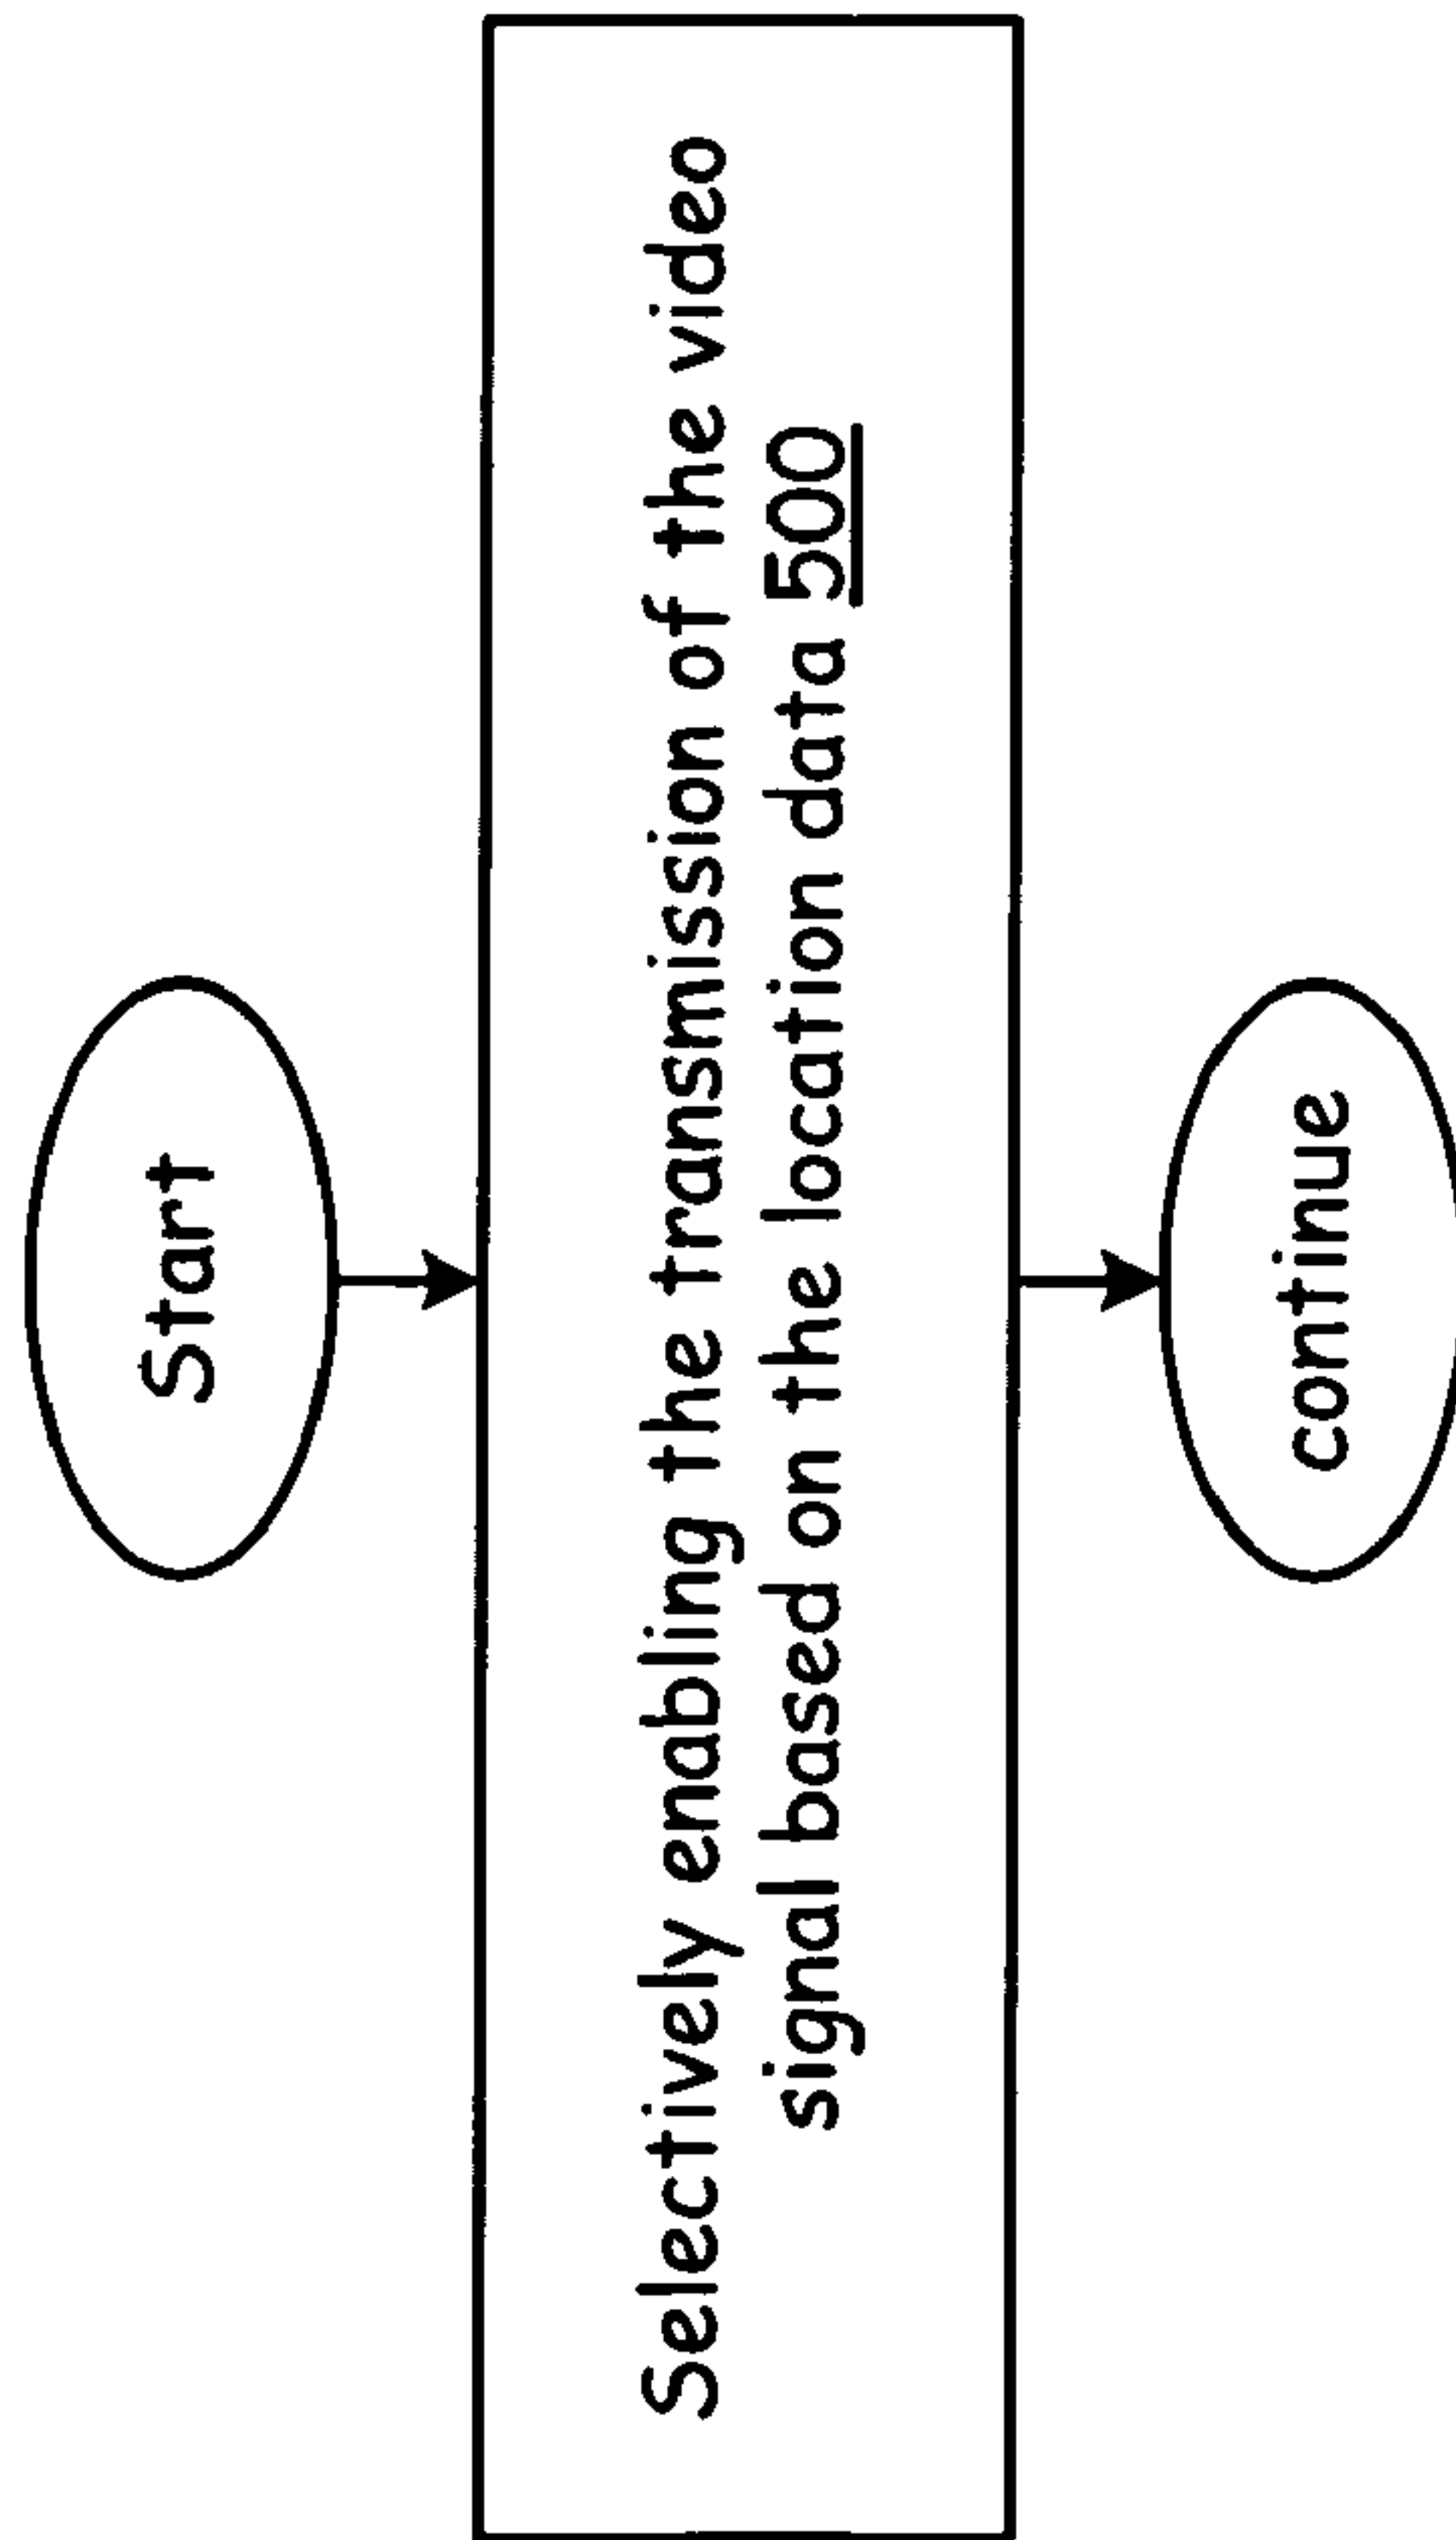 Start
Selectively enabling the transmission of the video
signal based on the location data 500
continue